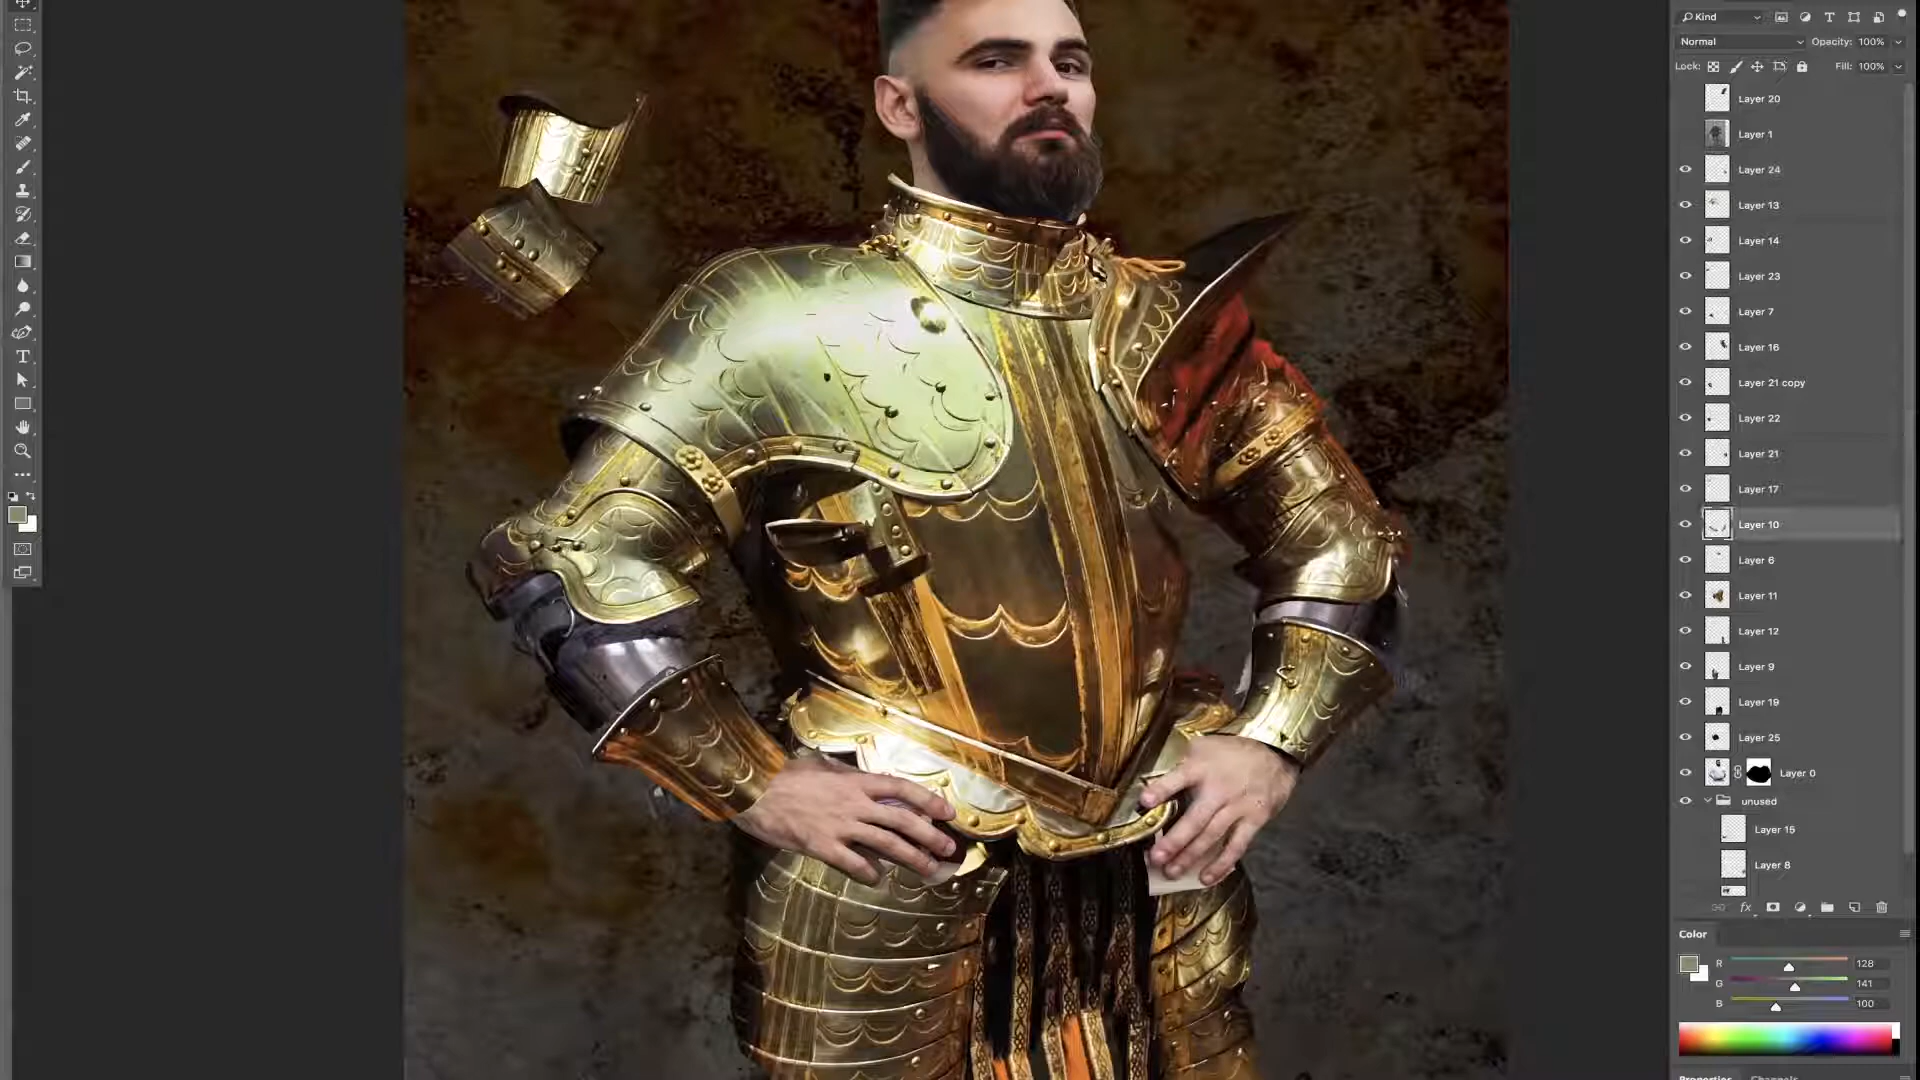 Kind
Normal Opacity: 100%
Lock: Fill: 100%
Layer 20
Layer 1
Layer 24
Layer 13
Layer 14
Layer 23
Layer 7
Layer 16
Layer 21 copy
Layer 22
Layer 21
Layer 17
Layer 10
Layer 6
Layer 11
Layer 12
Layer 9
Layer 19
Layer 25
Layer 0
unused
Layer 15
Layer 8
fx
Color
R 128
G 141
B 100
Properties Channels